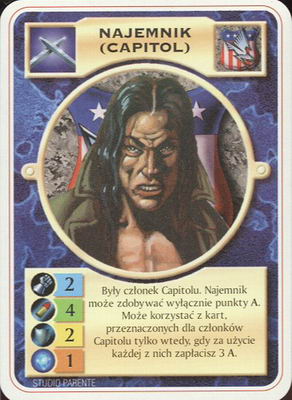 NAJEMNIK
(CAPITOL)
2
4
2
1
Były członek Capitolu. Najemnik
może zdobywać wyłącznie punkty A.
Może korzystać z kart,
przeznaczonych dla członków
Capitolu tylko wtedy, gdy za użycie
każdej z nich zapłacisz 3 A.
STUDIO PARENTE